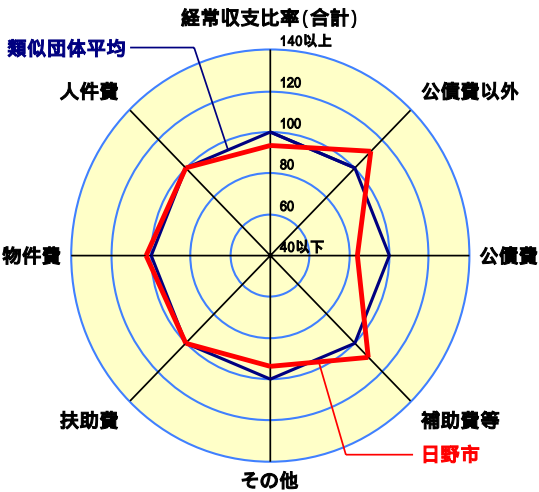 経常収支比率(合計)
類似団体平均
140以上
120
100
80
60
40以下
人件費
公債費以外
物件費
公債費
扶助費
補助費等
日野市
その他